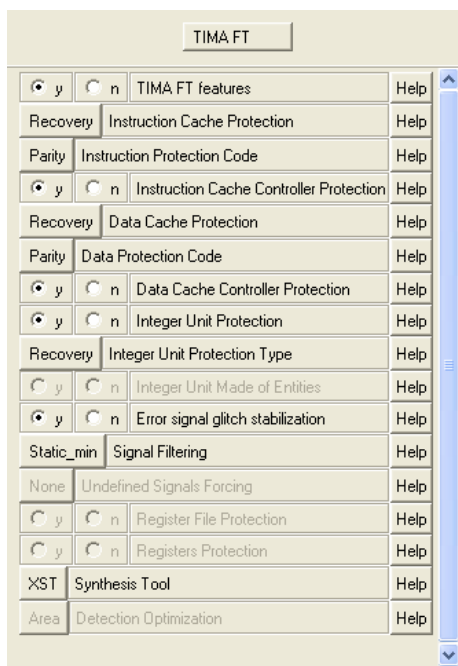 TIMA FT
y n TIMA FT features Help
Recovery Instruction Cache Protection Help
Parity Instruction Protection Code Help
y n Instruction Cache Controller Protection Help
Recovery Data Cache Protection Help
Parity Data Protection Code Help
y n Data Cache Controller Protection Help
y n Integer Unit Protection Help
Recovery Integer Unit Protection Type Help
y n Integer Unit Made of Entities Help
y n Error signal glitch stabilization Help
Static_min Signal Filtering Help
None Undefined Signals Forcing Help
y n Register File Protection Help
y n Registers Protection Help
XST Synthesis Tool Help
Area Detection Optimization Help